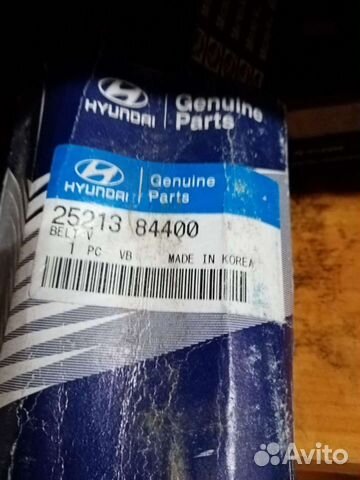 HYUNDAI Genuine Parts
HYUNDAI Genuine Parts
25213 84400
BELT-V
1 PC VB MADE IN KOREA
Avito